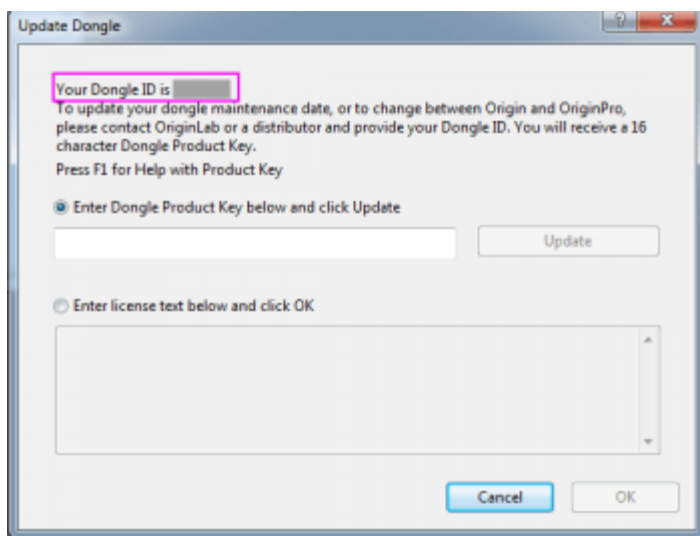 Update Dongle
Your Dongle ID is
To update your dongle maintenance date, or to change between Origin and OriginPro,
please contact OriginLab or a distributor and provide your Dongle ID. You will receive a 16
character Dongle Product Key.
Press F1 for Help with Product Key
Enter Dongle Product Key below and click Update
Update
Enter license text below and click OK
Cancel
OK